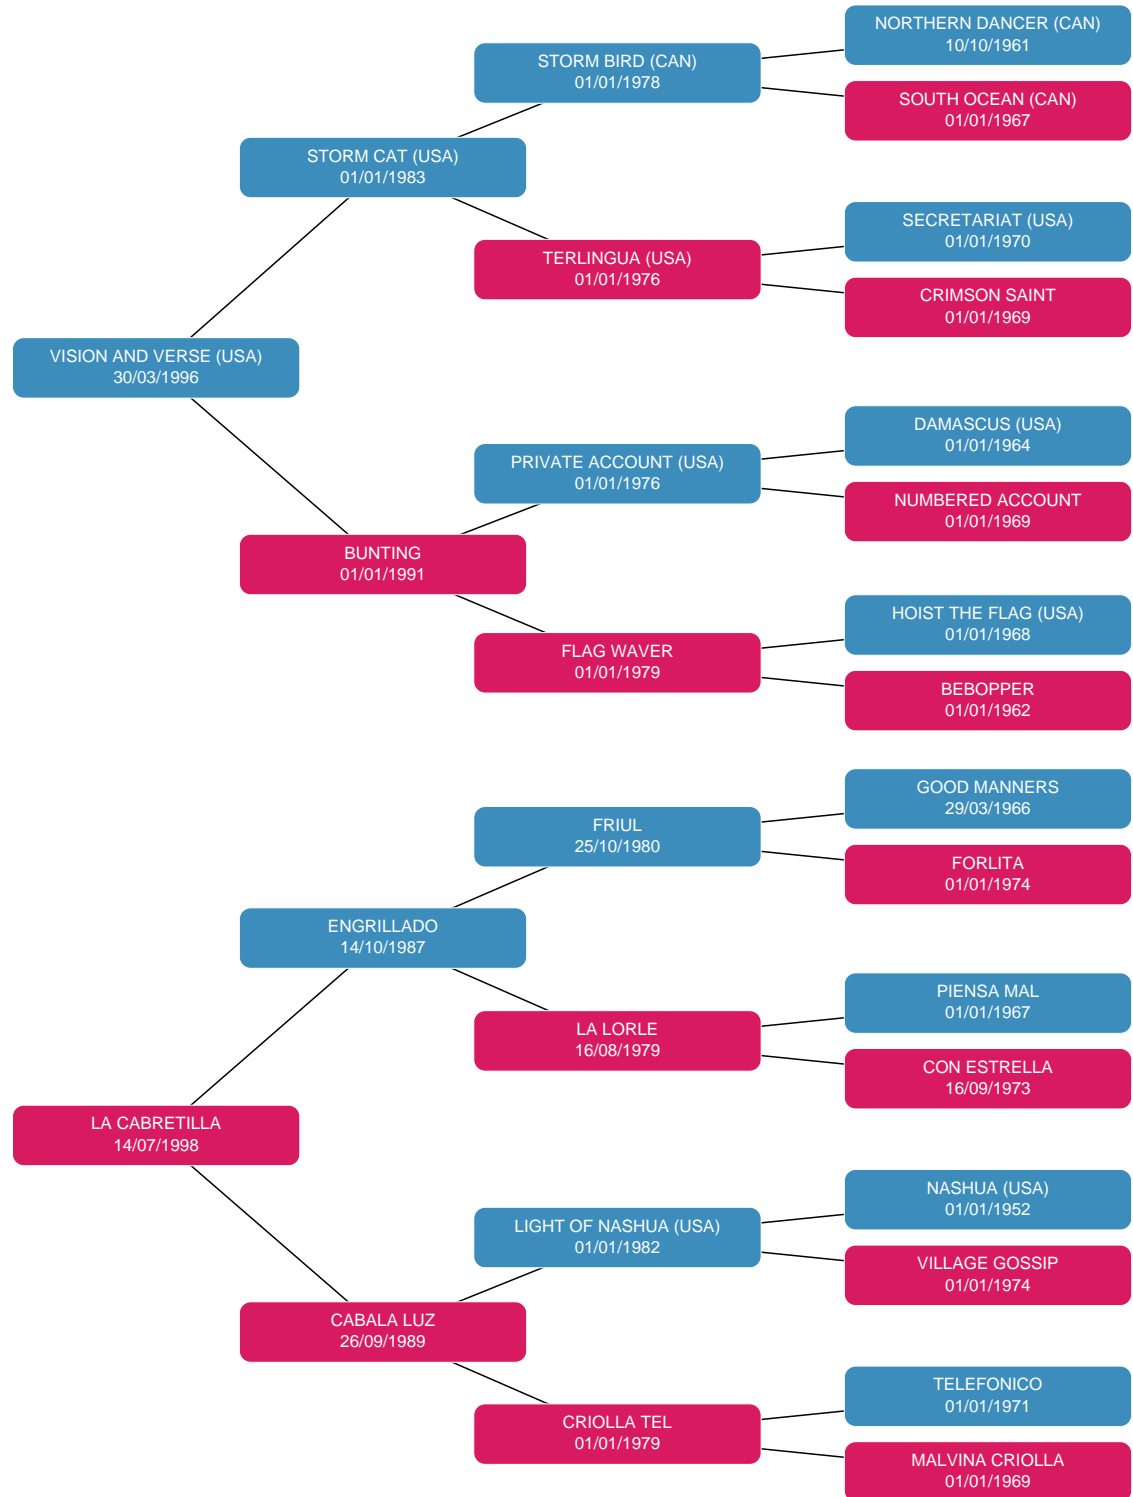 NORTHERN DANCER (CAN)
10/10/1961
STORM BIRD (CAN)
01/01/1978
SOUTH OCEAN (CAN)
01/01/1967
STORM CAT (USA)
01/01/1983
SECRETARIAT (USA)
01/01/1970
TERLINGUA (USA)
01/01/1976
CRIMSON SAINT
01/01/1969
VISION AND VERSE (USA)
30/03/1996
DAMASCUS (USA)
01/01/1964
PRIVATE ACCOUNT (USA)
01/01/1976
NUMBERED ACCOUNT
01/01/1969
BUNTING
01/01/1991
HOIST THE FLAG (USA)
01/01/1968
FLAG WAVER
01/01/1979
BEBOPPER
01/01/1962
GOOD MANNERS
29/03/1966
FRIUL
25/10/1980
FORLITA
01/01/1974
ENGRILLADO
14/10/1987
PIENSA MAL
01/01/1967
LA LORLE
16/08/1979
CON ESTRELLA
16/09/1973
LA CABRETILLA
14/07/1998
NASHUA (USA)
01/01/1952
LIGHT OF NASHUA (USA)
01/01/1982
VILLAGE GOSSIP
01/01/1974
CABALA LUZ
26/09/1989
TELEFONICO
01/01/1971
CRIOLLA TEL
01/01/1979
MALVINA CRIOLLA
01/01/1969